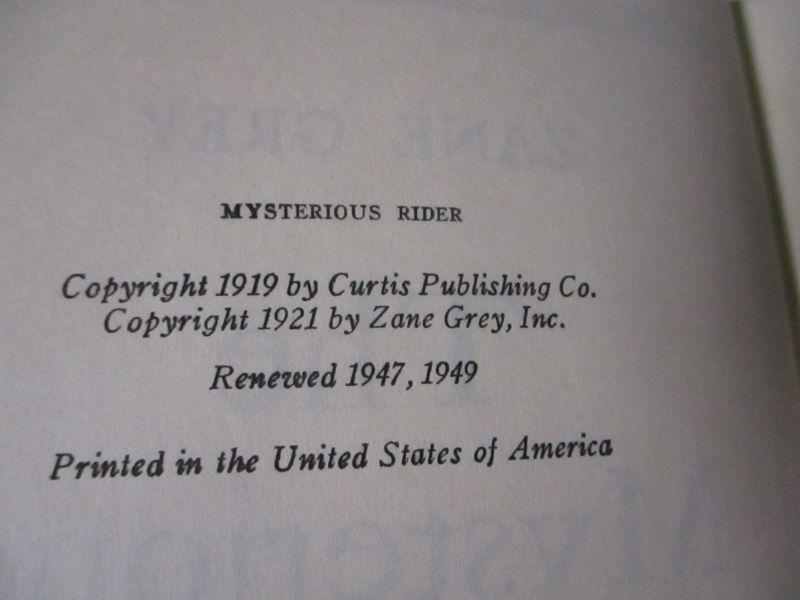 MYSTERIOUS RIDER
Copyright 1919 by Curtis Publishing Co.
Copyright 1921 by Zane Grey, Inc.
Renewed 1947, 1949
Printed in the United States of America